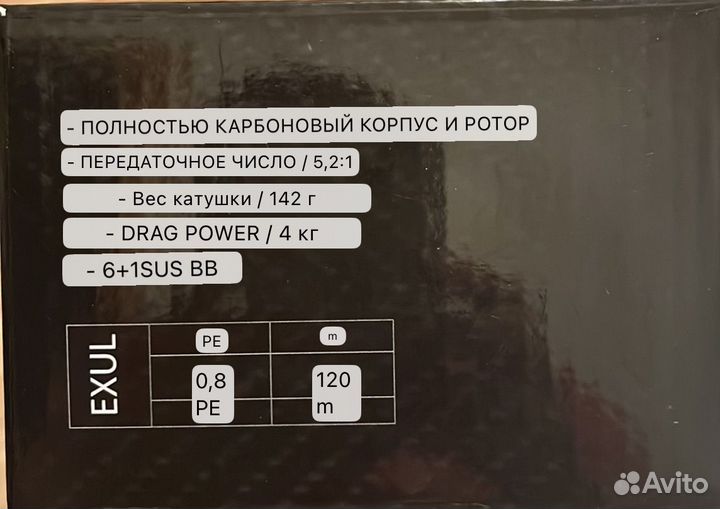 - ПОЛНОСТЬЮ КАРБОНОВЫЙ КОРПУС И РОТОР
- ПЕРЕДАТОЧНОЕ ЧИСЛО / 5,2:1
- Вес катушки / 142 г
- DRAG POWER / 4 кг
- 6+1SUS BB
EXUL
PE m
0,8 120
PE m
Avito